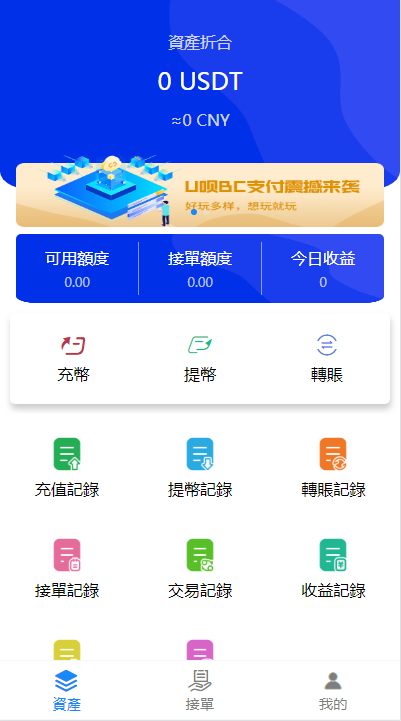 資產折合
0 USDT
≈0 CNY
U呗BC支付震撼来袭
好玩多样，想玩就玩
可用額度 接單額度 今日收益
0.00 0.00 0
充幣 提幣 轉賬
充值記錄 提幣記錄 轉賬記錄
接單記錄 交易記錄 收益記錄
資產 接單 我的